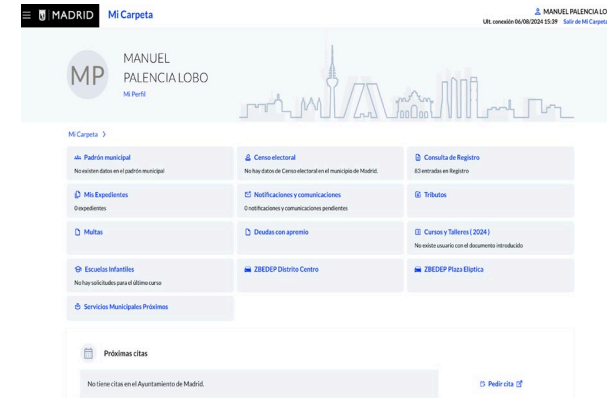 MADRID
Mi Carpeta
MANUEL PALENCIA LO
Ult. conexión 06/08/2024 15:39 Salir de Mi Carpeta
MP
MANUEL
PALENCIA LOBO
Mi Perfil
Mi Carpeta >
Padrón municipal
No existen datos en el padrón municipal
Censo electoral
No hay datos de Censo electoral en el municipio de Madrid.
Consulta de Registro
83 entradas en Registro
Mis Expedientes
0 expedientes
Notificaciones y comunicaciones
0 notificaciones y comunicaciones pendientes
Tributos
Multas
Deudas con apremio
Cursos y Talleres ( 2024 )
No existe usuario con el documento introducido
Escuelas Infantiles
No hay solicitudes para el último curso
ZBEDEP Distrito Centro
ZBEDEP Plaza Elíptica
Servicios Municipales Próximos
Próximas citas
No tiene citas en el Ayuntamiento de Madrid.
Pedir cita